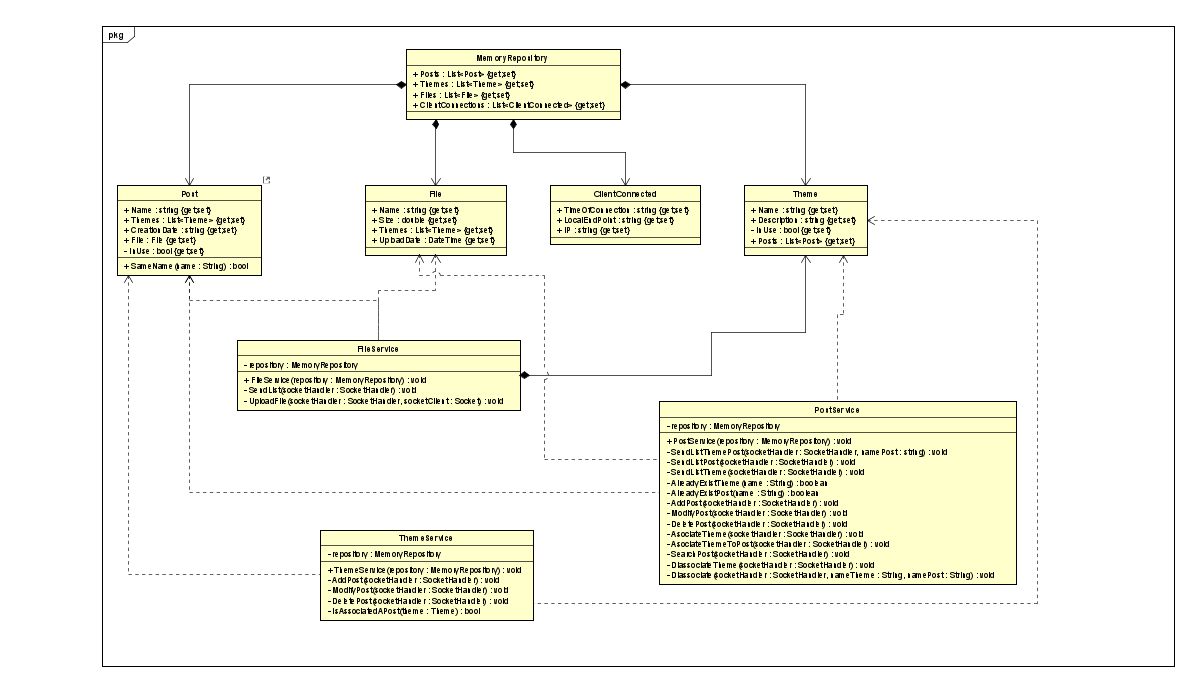 pkg
MemoryRepository
+ Posts : List<Post> {get;set}
+ Themes : List<Theme> {get;set}
+ Files : List<File> {get;set}
+ ClientConnections : List<ClientConnected> {get;set}
Post
+ Name : string {get;set}
+ Themes : List<Theme> {get;set}
+ CreationDate : string {get;set}
+ File : File {get;set}
- InUse : bool {get;set}
+ SameName(name : String) : bool
File
+ Name : string {get;set}
+ Size : double {get;set}
+ Themes : List<Theme> {get;set}
+ UploadDate : DateTime {get;set}
ClientConnected
+ TimeOfConnection : string {get;set}
+ LocalEndPoint : string {get;set}
+ IP : string {get;set}
Theme
+ Name : string {get;set}
+ Description : string {get;set}
- InUse : bool {get;set}
+ Posts : List<Post> {get;set}
FileService
- repository : MemoryRepository
+ FileService(repository : MemoryRepository) : void
- SendList(socketHandler : SocketHandler) : void
- UploadFile(socketHandler : SocketHandler, socketClient : Socket) : void
PostService
- repository : MemoryRepository
+ PostService(repository : MemoryRepository) : void
- SendListThemePost(socketHandler : SocketHandler, namePost : string) : void
- SendListPost(socketHandler : SocketHandler) : void
- SendListTheme(socketHandler : SocketHandler) : void
- AlreadyExistTheme(name : String) : boolean
- AlreadyExistPost(name : String) : boolean
- AddPost(socketHandler : SocketHandler) : void
- ModifyPost(socketHandler : SocketHandler) : void
- DeletePost(socketHandler : SocketHandler) : void
- AsociateTheme(socketHandler : SocketHandler) : void
- AsociateThemeToPost(socketHandler : SocketHandler) : void
- SearchPost(socketHandler : SocketHandler) : void
- DiassociateTheme(socketHandler : SocketHandler) : void
- Diassociate(socketHandler : SocketHandler, nameTheme : String, namePost : String) : void
ThemeService
- repository : MemoryRepository
+ ThemeService(repository : MemoryRepository) : void
- AddPost(socketHandler : SocketHandler) : void
- ModifyPost(socketHandler : SocketHandler) : void
- DeletePost(socketHandler : SocketHandler) : void
- IsAssociatedAPost(theme : Theme) : bool